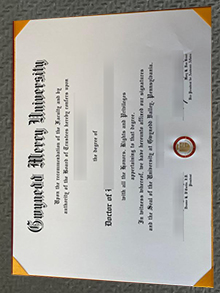 Gwynedd Mercy University
Upon the recommendation of the Faculty and by
authority of the Board of Trustees hereby confers upon
the degree of
Doctor of
with all the Honors, Rights and Privileges
appertaining to that degree.
In witness whereof, we have hereunto affixed our signatures
and the Seal of the University at Gwynedd Valley, Pennsylvania,
President